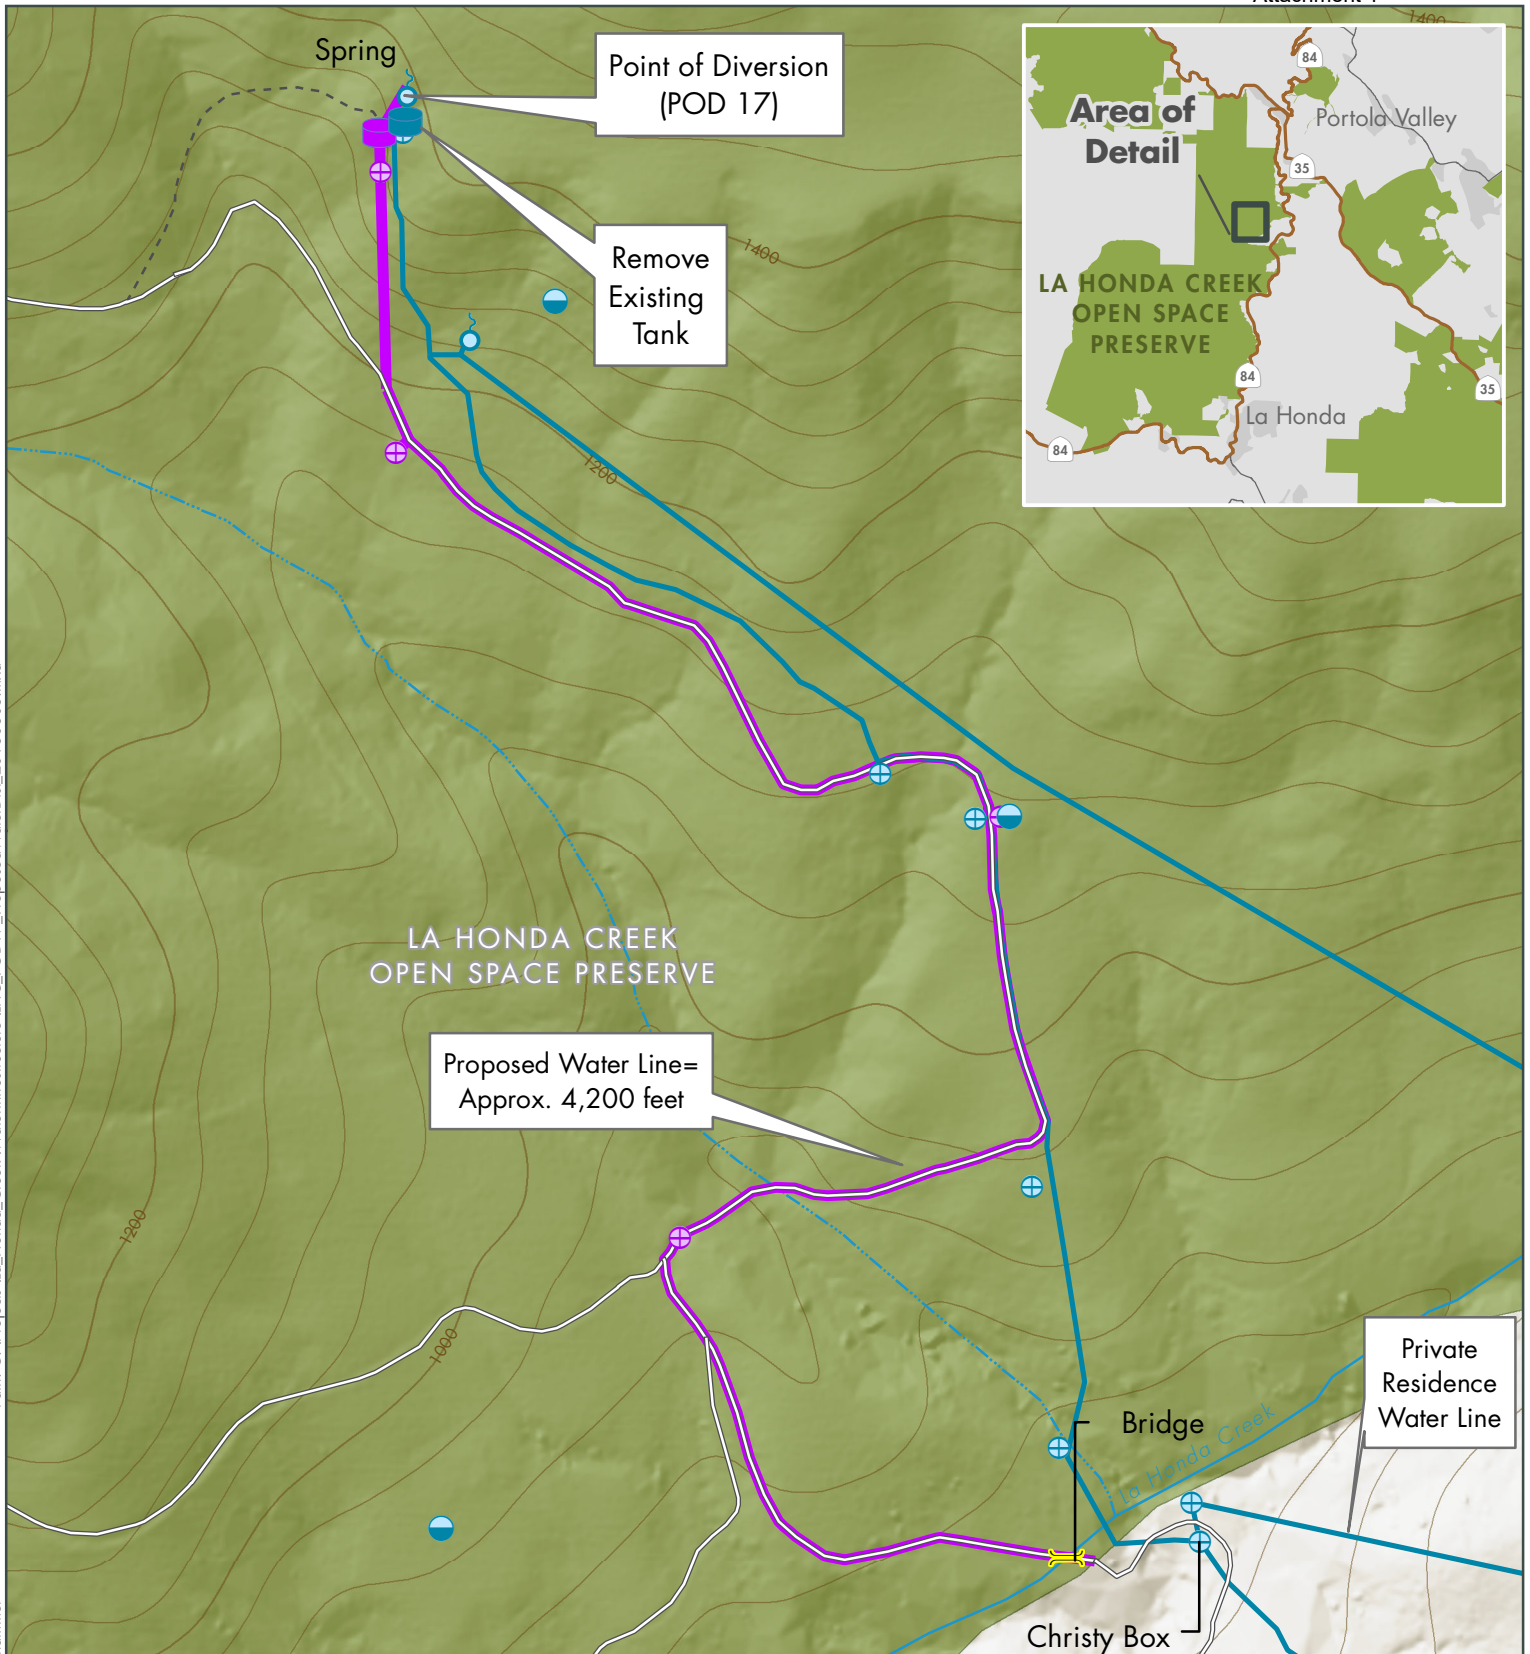 Spring
Point of Diversion
(POD 17)
Remove
Existing
Tank
1400
1400
1200
84
Portola Valley
Area of
Detail
35
LA HONDA CREEK
OPEN SPACE
PRESERVE
84
35
La Honda
84
LA HONDA CREEK
OPEN SPACE PRESERVE
Proposed Water Line=
Approx. 4,200 feet
1200
1000
Private
Residence
Water Line
Bridge
La Honda Creek
Christy Box